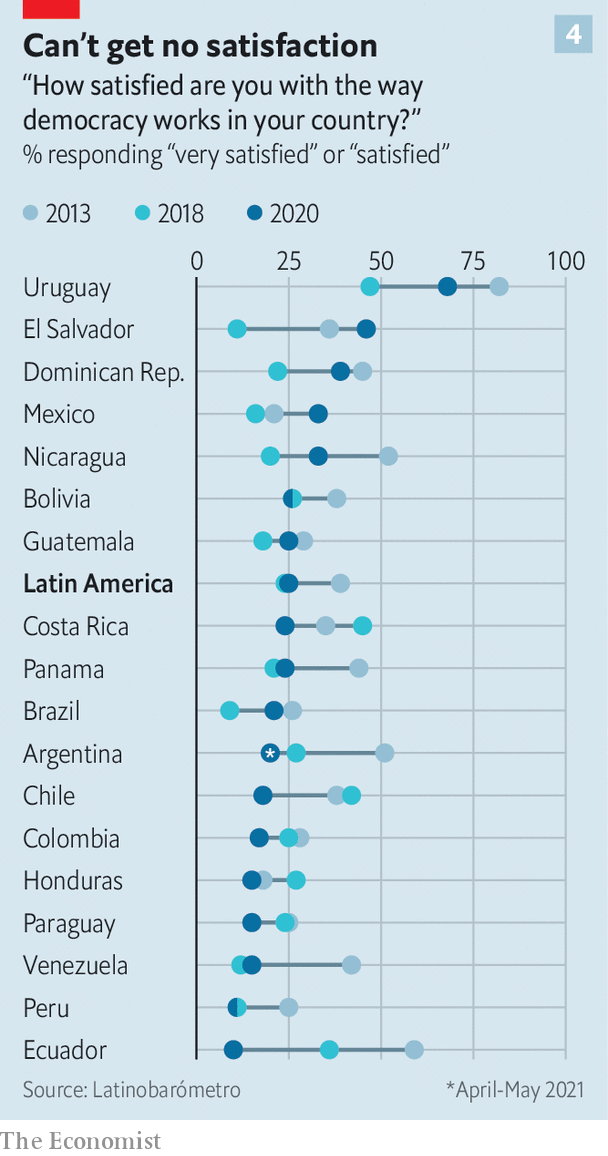 4
Can’t get no satisfaction
“How satisfied are you with the way
democracy works in your country?”
% responding “very satisfied” or “satisfied”
2013 2018 2020
0 25 50 75 100
Uruguay
El Salvador
Dominican Rep.
Mexico
Nicaragua
Bolivia
Guatemala
Latin America
Costa Rica
Panama
Brazil
Argentina *
Chile
Colombia
Honduras
Paraguay
Venezuela
Peru
Ecuador
Source: Latinobarómetro *April-May 2021
The Economist